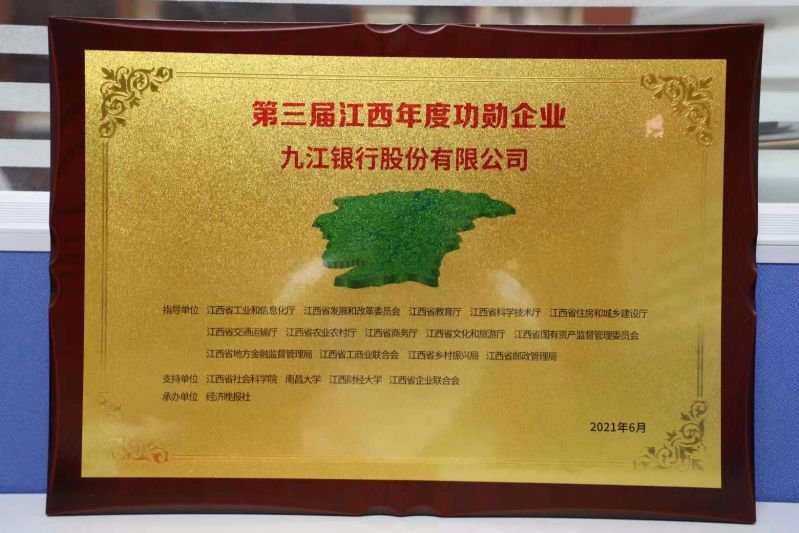 第三届江西年度功勋企业
九江银行股份有限公司
指导单位 江西省工业和信息化厅 江西省发展和改革委员会 江西省教育厅 江西省科学技术厅 江西省住房和城乡建设厅
江西省交通运输厅 江西省农业农村厅 江西省商务厅 江西省文化和旅游厅 江西省国有资产监督管理委员会
江西省地方金融监督管理局 江西省工商业联合会 江西省乡村振兴局 江西省邮政管理局
支持单位 江西省社会科学院 南昌大学 江西财经大学 江西省企业联合会
承办单位 经济晚报社
2021年6月